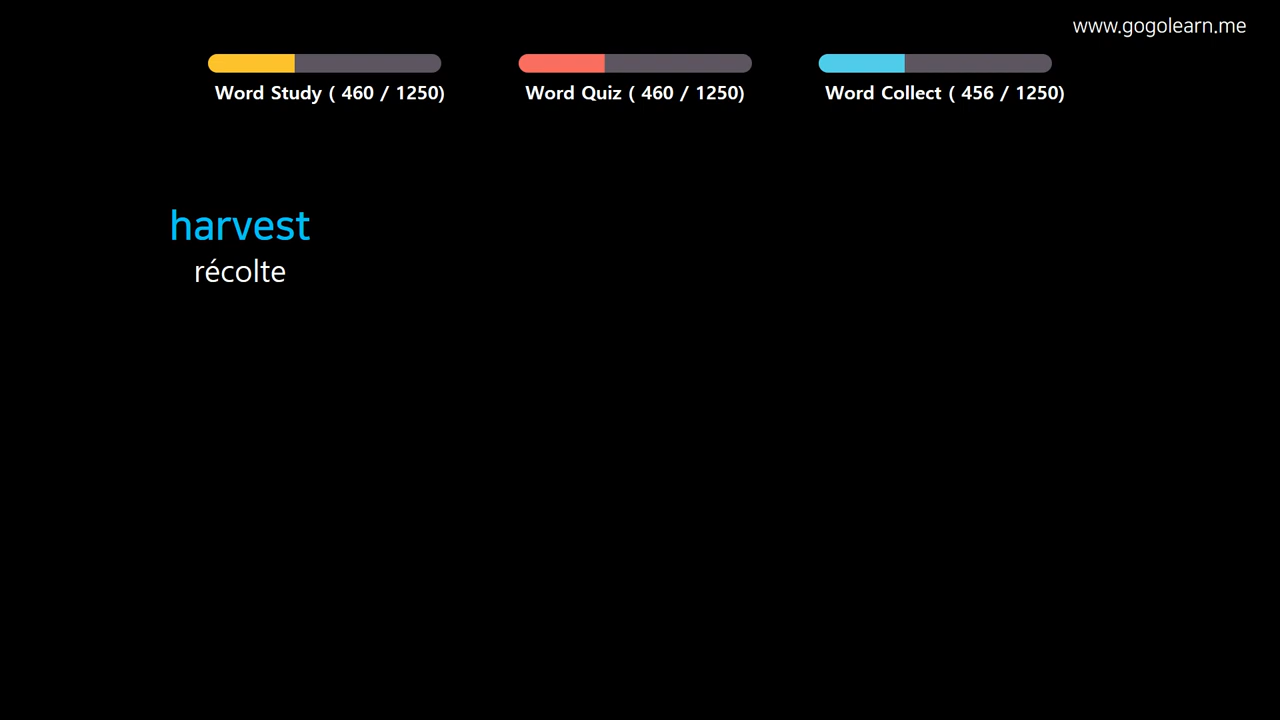 www.gogolearn.me
Word Study ( 460 / 1250)
Word Quiz ( 460 / 1250)
Word Collect ( 456 / 1250)
harvest
récolte